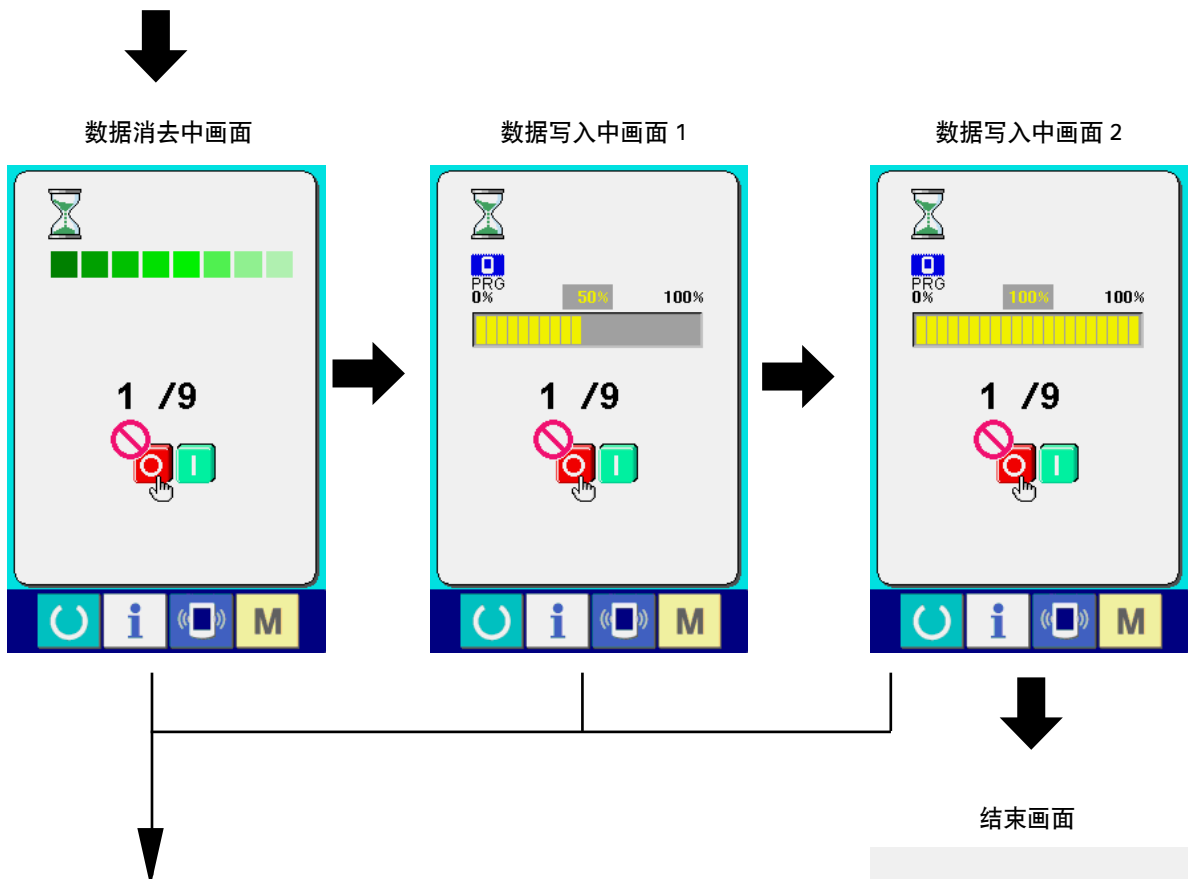 数据消去中画面
数据写入中画面 1
数据写入中画面 2
PRG
0% 50% 100%
PRG
0% 100% 100%
1 /9
1 /9
1 /9
i M
i M
i M
结束画面